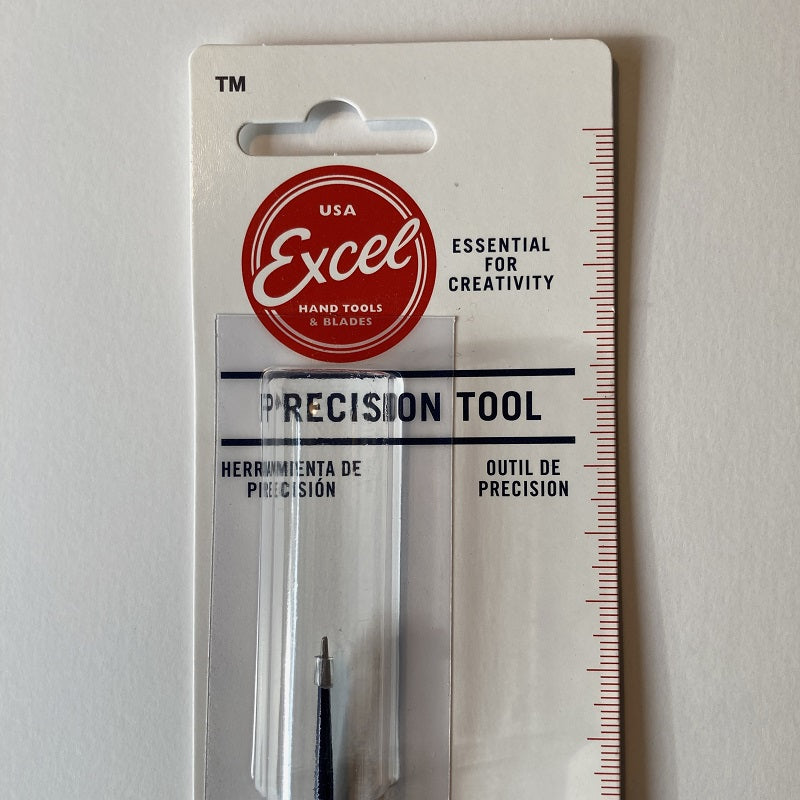 TM
USA
Excel
HAND TOOLS
& BLADES
ESSENTIAL
FOR
CREATIVITY
PRECISION TOOL
HERRAMIENTA DE
PRECISIÓN
OUTIL DE
PRECISION